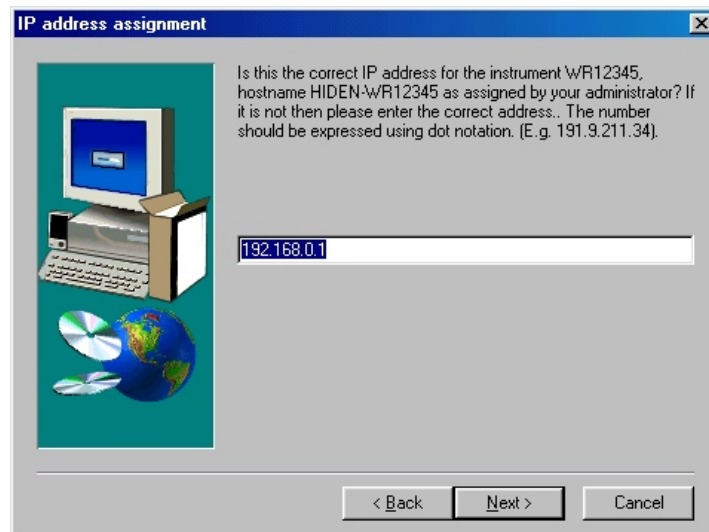 IP address assignment
Is this the correct IP address for the instrument WR12345,
hostname HIDEN-WR12345 as assigned by your administrator? If
it is not then please enter the correct address.. The number
should be expressed using dot notation. (E.g. 191.9.211.34).
192.168.0.1
< Back Next > Cancel